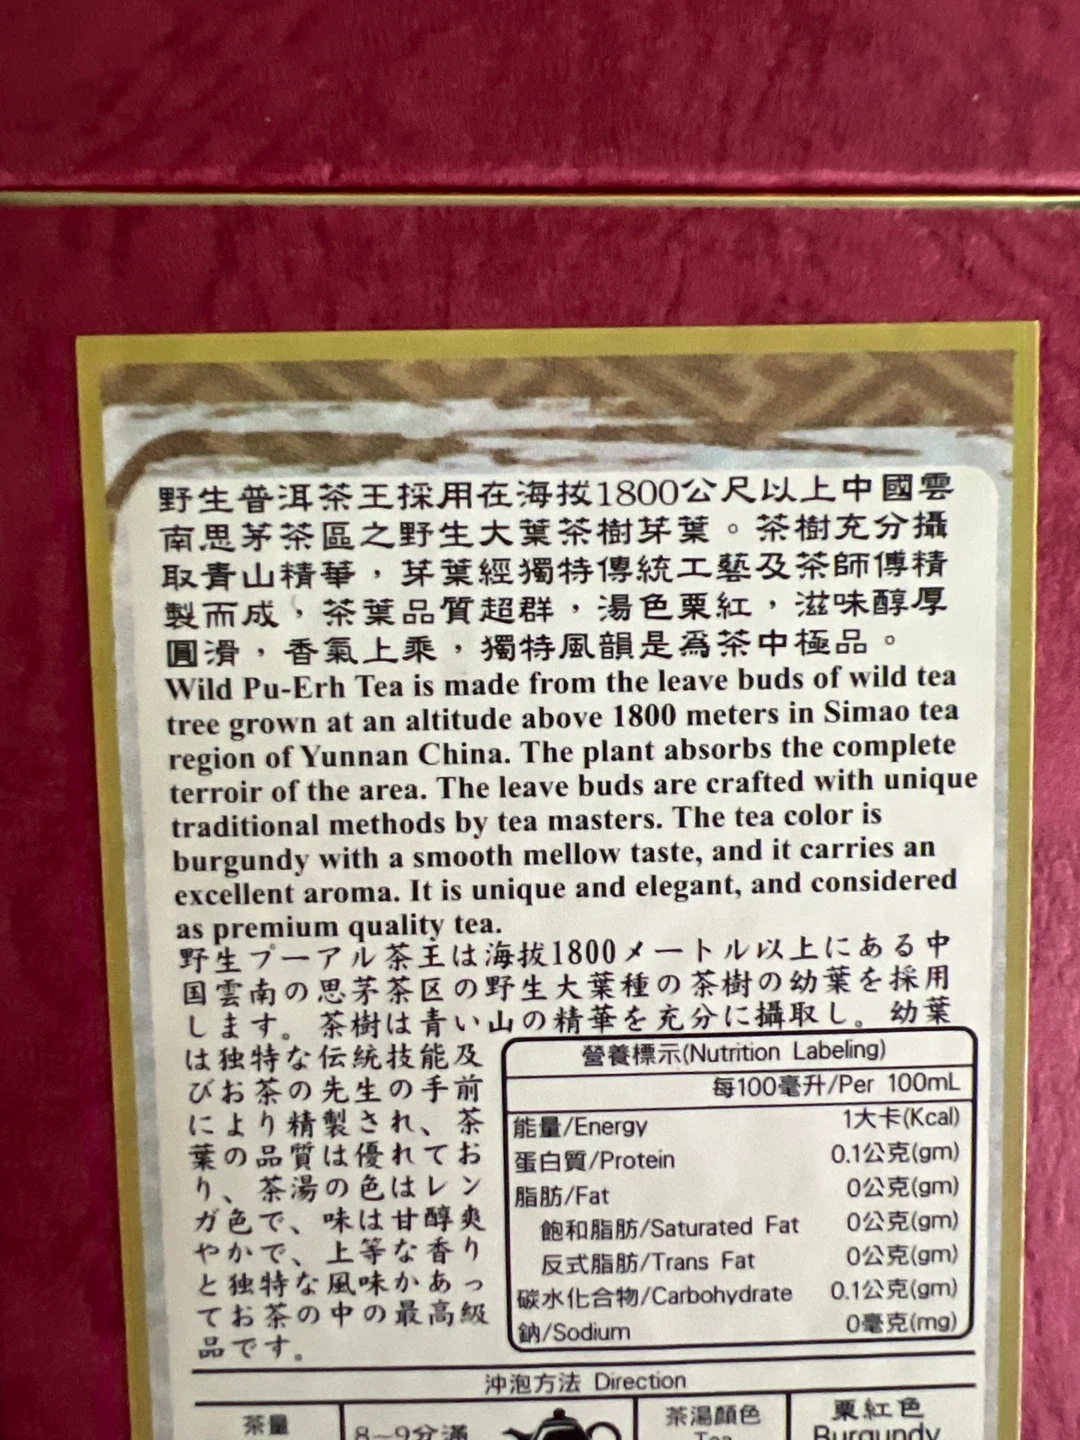 野生普洱茶王採用在海拔1800公尺以上中國雲
南思茅茶區之野生大葉茶樹芽葉。茶樹充分攝
取青山精華，芽葉經獨特傳統工藝及茶師傅精
製而成，茶葉品質超群，湯色栗紅，滋味醇厚
圓滑，香氣上乘，獨特風韻是為茶中極品。
Wild Pu-Erh Tea is made from the leave buds of wild tea
tree grown at an altitude above 1800 meters in Simao tea
region of Yunnan China. The plant absorbs the complete
terroir of the area. The leave buds are crafted with unique
traditional methods by tea masters. The tea color is
burgundy with a smooth mellow taste, and it carries an
excellent aroma. It is unique and elegant, and considered
as premium quality tea.
野生プーアル茶王は海拔1800メートル以上にある中
国雲南の思茅茶区の野生大葉種の茶樹の幼葉を採用
します。茶樹は青い山の精華を充分に攝取し。幼葉
は独特な伝統技能及
びお茶の先生の手前
により精製され、茶
葉の品質は優れてお
り、茶湯の色はレン
ガ色で、味は甘醇爽
やかで、上等な香り
と独特な風味があっ
てお茶の中の最高級
品です。
營養標示(Nutrition Labeling)
每100毫升/Per 100mL
能量/Energy 1大卡(Kcal)
蛋白質/Protein 0.1公克(gm)
脂肪/Fat 0公克(gm)
飽和脂肪/Saturated Fat 0公克(gm)
反式脂肪/Trans Fat 0公克(gm)
碳水化合物/Carbohydrate 0.1公克(gm)
鈉/Sodium 0毫克(mg)
沖泡方法 Direction
茶量 8~9分滿 茶湯顏色 栗紅色
Tea Burgundy